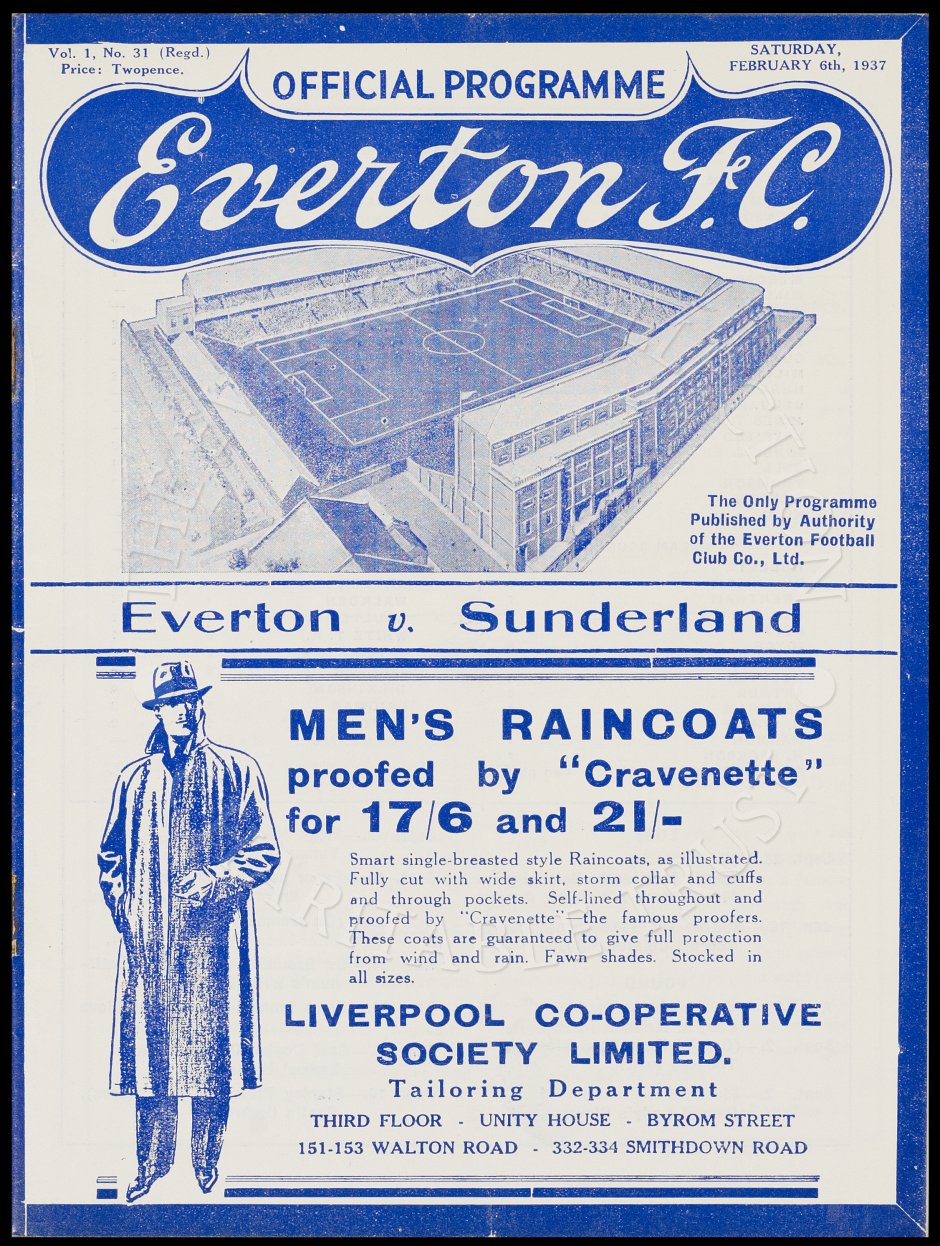 Vol. 1, No. 31 (Regd.)
Price: Twopence.
SATURDAY,
FEBRUARY 6th, 1937
OFFICIAL PROGRAMME
Everton F.C.
The Only Programme
Published by Authority
of the Everton Football
Club Co., Ltd.
Everton v. Sunderland
MEN'S RAINCOATS
proofed by "Cravenette"
for 17/6 and 21/-
Smart single-breasted style Raincoats, as illustrated.
Fully cut with wide skirt, storm collar and cuffs
and through pockets. Self-lined throughout and
proofed by "Cravenette"—the famous proofers.
These coats are guaranteed to give full protection
from wind and rain. Fawn shades. Stocked in
all sizes.
LIVERPOOL CO-OPERATIVE
SOCIETY LIMITED.
Tailoring Department
THIRD FLOOR - UNITY HOUSE - BYROM STREET
151-153 WALTON ROAD - 332-334 SMITHDOWN ROAD